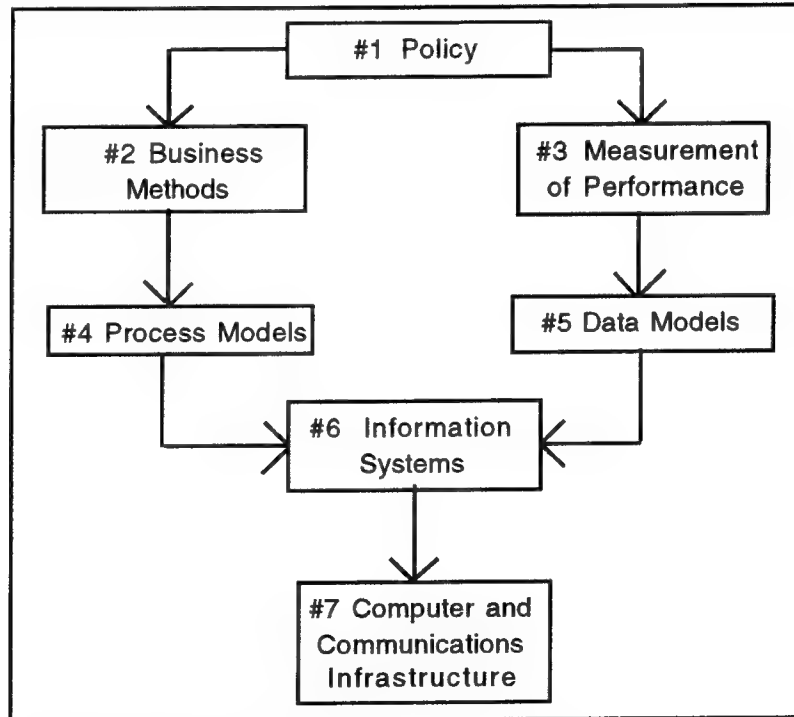 #1 Policy
#2 Business
Methods
#3 Measurement
of Performance
#4 Process Models
#5 Data Models
#6 Information
Systems
#7 Computer and
Communications
Infrastructure